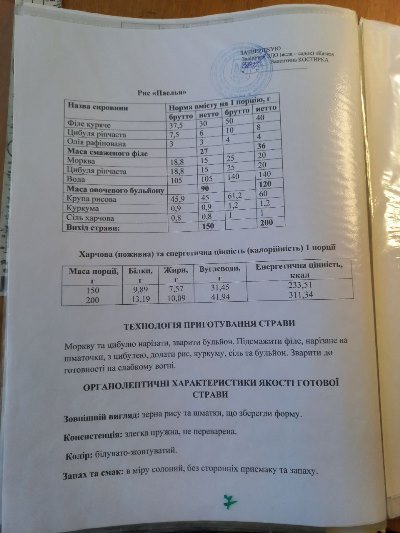 ЗАТВЕРДЖУЮ
КОСТИРКА
Рис «Паелья»
Назва сировини Норма вмісту на 1 порцію, г
брутто нетто брутто нетто
Філе куряче 37,5 30 50 40
Цибуля ріпчаста 7,5 6 10 8
Олія рафінована 3 3 4 4
Маса смаженого філе 27 36
Морква 18,8 15 25 20
Цибуля ріпчаста 18,8 15 25 20
Вода 105 105 140 140
Маса овочевого бульйону 90 120
Крупа рисова 45,9 45 61,2 60
Куркума 0,9 0,9 1,2 1,2
Сіль харчова 0,8 0,8 1 1
Вихід страви: 150 200
Харчова (поживна) та енергетична цінність (калорійність) 1 порції
Маса порції, г Білки, г Жири, г Вуглеводи, г Енергетична цінність, ккал
150 9,89 7,57 31,45 233,51
200 13,19 10,09 41,94 311,34
ТЕХНОЛОГІЯ ПРИГОТУВАННЯ СТРАВИ
Моркву та цибулю нарізати, зварити бульйон. Підсмажити філе, нарізане на
шматочки, з цибулею, додати рис, куркуму, сіль та бульйон. Зварити до
готовності на слабкому вогні.
ОРГАНОЛЕПТИЧНІ ХАРАКТЕРИСТИКИ ЯКОСТІ ГОТОВОЇ
СТРАВИ
Зовнішній вигляд: зерна рису та шматки, що зберегли форму.
Консистенція: злегка пружна, не переварена.
Колір: білувато-жовтуватий.
Запах та смак: в міру солоний, без сторонніх присмаку та запаху.